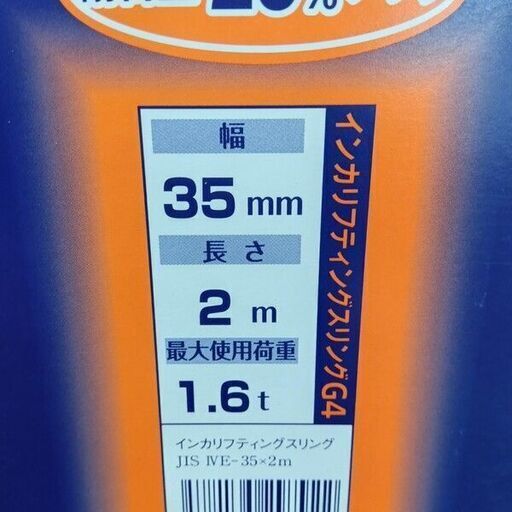 20%
幅
35 mm
長さ
2 m
最大使用荷重
1.6 t
インカリフティングスリングG4
インカリフティングスリング
JIS ⅣE-35×2m